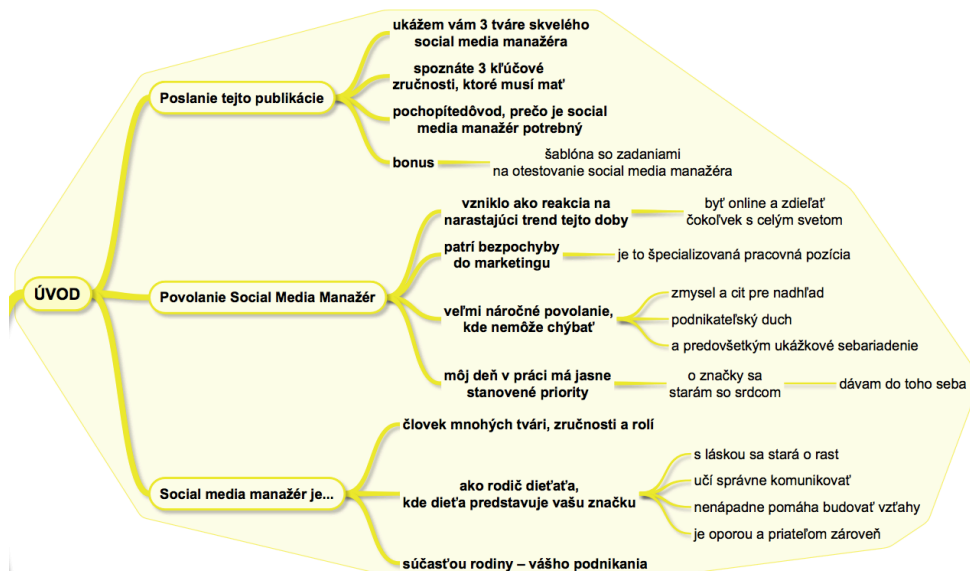 ÚVOD
Poslanie tejto publikácie
ukážem vám 3 tváre skvelého
social media manažéra
spoznáte 3 kľúčové
zručnosti, ktoré musí mať
pochopítedôvod, prečo je social
media manažér potrebný
bonus
šablóna so zadaniami
na otestovanie social media manažéra
Povolanie Social Media Manažér
vzniklo ako reakcia na
narastajúci trend tejto doby
byť online a zdieľať
čokoľvek s celým svetom
patrí bezpochyby
do marketingu
je to špecializovaná pracovná pozícia
veľmi náročné povolanie,
kde nemôže chýbať
zmysel a cit pre nadhľad
podnikateľský duch
a predovšetkým ukážkové sebariadenie
môj deň v práci má jasne
stanovené priority
o značky sa
starám so srdcom
dávam do toho seba
Social media manažér je...
človek mnohých tvári, zručnosti a rolí
ako rodič dieťaťa,
kde dieťa predstavuje vašu značku
s láskou sa stará o rast
učí správne komunikovať
nenápadne pomáha budovať vzťahy
je oporou a priateľom zároveň
súčasťou rodiny – vášho podnikania